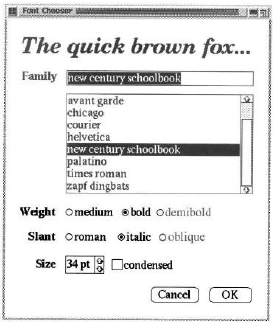 Font Chooser
The quick brown fox...
Family new century schoolbook
avant garde
chicago
courier
helvetica
new century schoolbook
palatino
times roman
zapf dingbats
Weight medium bold demibold
Slant roman italic oblique
Size 34 pt condensed
Cancel OK